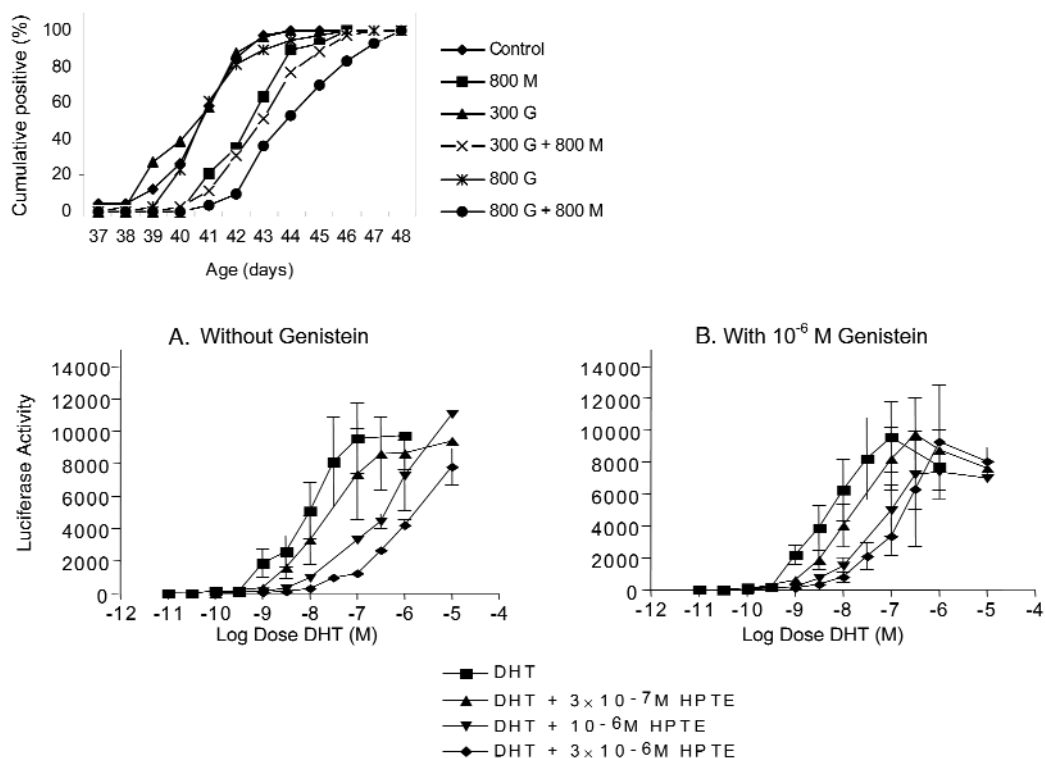 Cumulative positive (%)
100
80
60
40
20
0
37 38 39 40 41 42 43 44 45 46 47 48
Age (days)
Control
800 M
300 G
300 G + 800 M
800 G
800 G + 800 M
A. Without Genistein
Luciferase Activity
14000
12000
10000
8000
6000
4000
2000
0
-12 -11 -10 -9 -8 -7 -6 -5 -4
Log Dose DHT (M)
B. With 10⁻⁶ M Genistein
14000
12000
10000
8000
6000
4000
2000
0
-12 -11 -10 -9 -8 -7 -6 -5 -4
Log Dose DHT (M)
DHT
DHT + 3×10-7M HPTE
DHT + 10-6M HPTE
DHT + 3×10-6M HPTE